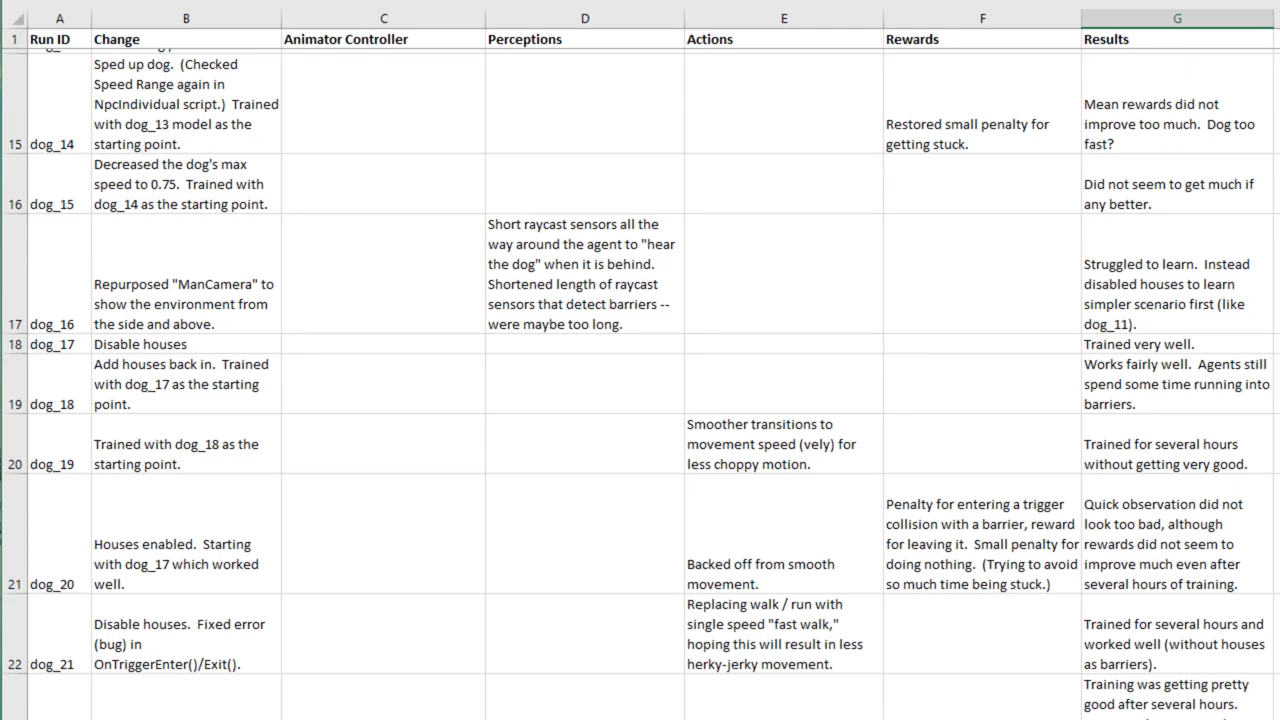 A B C D E F G
1 Run ID Change Animator Controller Perceptions Actions Rewards Results
Sped up dog. (Checked
Speed Range again in
NpcIndividual script.) Trained
with dog_13 model as the
starting point.
Restored small penalty for
getting stuck.
Mean rewards did not
improve too much. Dog too
fast?
15 dog_14
Decreased the dog's max
speed to 0.75. Trained with
dog_14 as the starting point.
Did not seem to get much if
any better.
16 dog_15
Repurposed "ManCamera" to
show the environment from
the side and above.
Short raycast sensors all the
way around the agent to "hear
the dog" when it is behind.
Shortened length of raycast
sensors that detect barriers --
were maybe too long.
Struggled to learn. Instead
disabled houses to learn
simpler scenario first (like
dog_11).
17 dog_16
18 dog_17 Disable houses Trained very well.
Add houses back in. Trained
with dog_17 as the starting
point.
Works fairly well. Agents still
spend some time running into
barriers.
19 dog_18
Trained with dog_18 as the
starting point.
Smoother transitions to
movement speed (vely) for
less choppy motion.
Trained for several hours
without getting very good.
20 dog_19
Houses enabled. Starting
with dog_17 which worked
well.
Backed off from smooth
movement.
Penalty for entering a trigger
collision with a barrier, reward
for leaving it. Small penalty for
doing nothing. (Trying to avoid
so much time being stuck.)
Quick observation did not
look too bad, although
rewards did not seem to
improve much even after
several hours of training.
21 dog_20
Disable houses. Fixed error
(bug) in
OnTriggerEnter()/Exit().
Replacing walk / run with
single speed "fast walk,"
hoping this will result in less
herky-jerky movement.
Trained for several hours and
worked well (without houses
as barriers).
22 dog_21
Training was getting pretty
good after several hours.